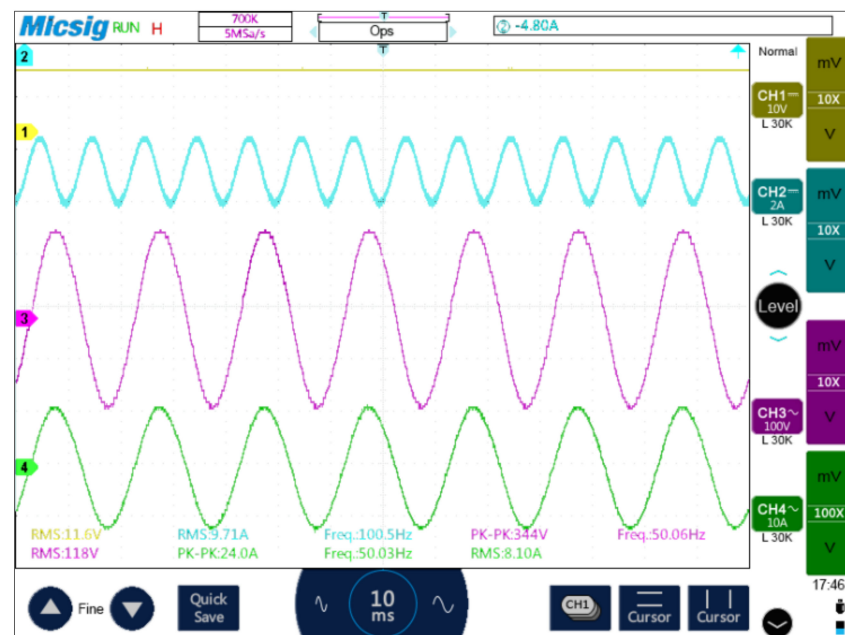 Micsig RUN H
700K
5MSa/s
T
Ops
2 -4.80A
2
T
Normal
mV
CH1
10V
10X
L 30K
V
1
mV
CH2
2A
10X
L 30K
V
Level
3
mV
10X
CH3
100V
V
L 30K
4
mV
CH4
10A
100X
L 30K
V
RMS:11.6V RMS:9.71A Freq.:100.5Hz PK-PK:344V Freq.:50.06Hz
RMS:118V PK-PK:24.0A Freq.:50.03Hz RMS:8.10A
Fine
Quick
Save
10
ms
CH1
Cursor
Cursor
17:46